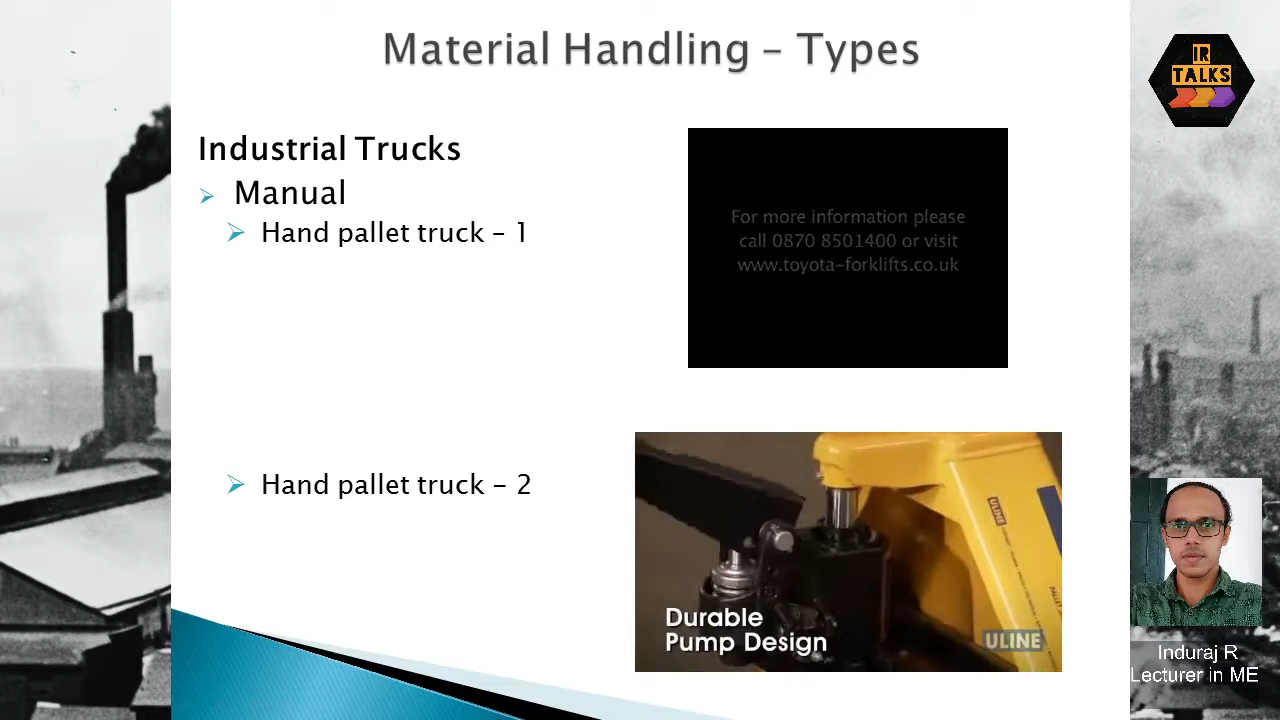 Material Handling – Types
IR
TALKS
Industrial Trucks
Manual
Hand pallet truck – 1
For more information please
call 0870 8501400 or visit
www.toyota-forklifts.co.uk
Hand pallet truck - 2
ULINE
Durable
Pump Design
ULINE
Induraj R
Lecturer in ME